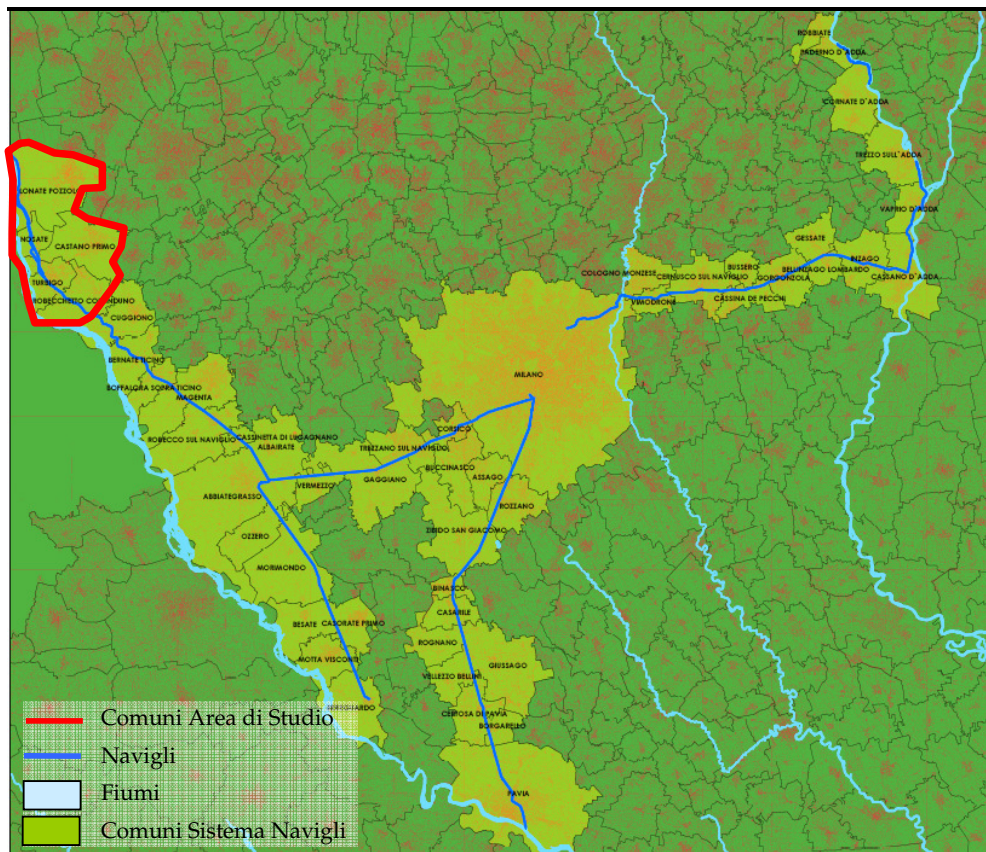 ROBBIATE
PADERNO D'ADDA
CORNATE D'ADDA
TREZZO SULL'ADDA
LONATE POZZOLO
VAPRIO D'ADDA
NOSATE
CASTANO PRIMO
GESSATE
INZAGO
BUSSERO
BELLINZAGO LOMBARDO
COLOGNO MONZESE
CERNUSCO SUL NAVIGLIO
GORGONZOLA
CASSANO D'ADDA
TURBIGO
ROBECCHETTO CON INDUNO
VIMODRONE
CASSINA DE PECCHI
CUGGIONO
BERNATE TICINO
MILANO
BOFFALORA SOPRA TICINO
MAGENTA
CORSICO
ROBECCO SUL NAVIGLIO
CASSINETTA DI LUGAGNANO
ALBAIRATE
TREZZANO SUL NAVIGLIO
BUCCINASCO
GAGGIANO
ASSAGO
VERMEZZO
ABBIATEGRASSO
ROZZANO
ZIBIDO SAN GIACOMO
OZZERO
MORIMONDO
BINASCO
CASARILE
BESATE
CASORATE PRIMO
ROGNANO
MOTTA VISCONTI
GIUSSAGO
VELLEZZO BELLINI
BEREGUARDO
CERTOSA DI PAVIA
BORGARELLO
PAVIA
Comuni Area di Studio
Navigli
Fiumi
Comuni Sistema Navigli